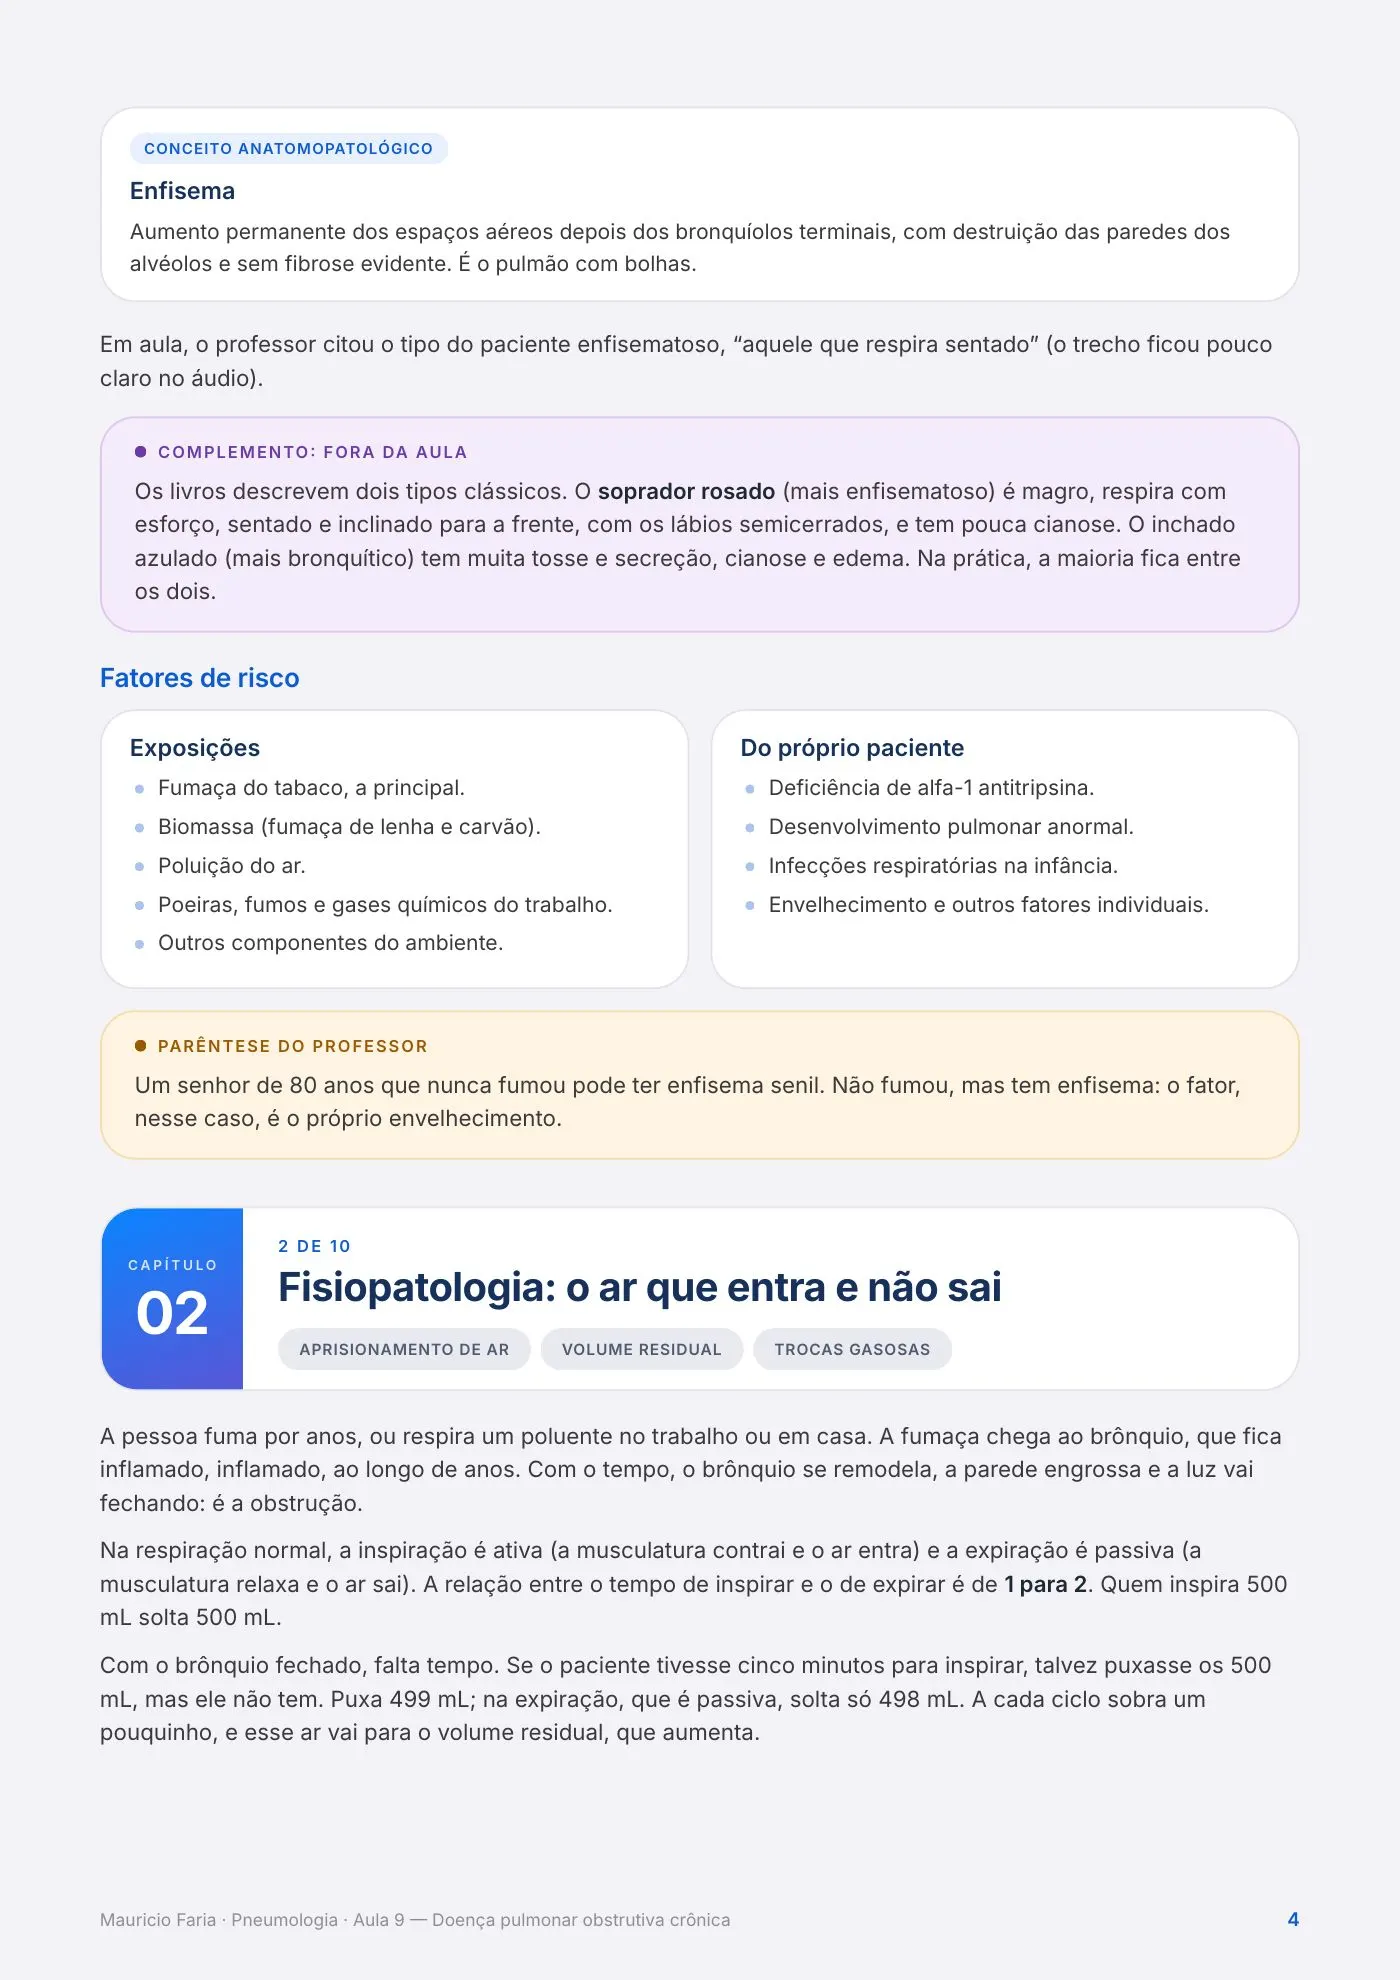 CONCEITO ANATOMOPATOLÓGICO
Enfisema
Aumento permanente dos espaços aéreos depois dos bronquíolos terminais, com destruição das paredes dos
alvéolos e sem fibrose evidente. É o pulmão com bolhas.
Em aula, o professor citou o tipo do paciente enfisematoso, “aquele que respira sentado” (o trecho ficou pouco
claro no áudio).
COMPLEMENTO: FORA DA AULA
Os livros descrevem dois tipos clássicos. O soprador rosado (mais enfisematoso) é magro, respira com
esforço, sentado e inclinado para a frente, com os lábios semicerrados, e tem pouca cianose. O inchado
azulado (mais bronquítico) tem muita tosse e secreção, cianose e edema. Na prática, a maioria fica entre
os dois.
Fatores de risco
Exposições
Fumaça do tabaco, a principal.
Biomassa (fumaça de lenha e carvão).
Poluição do ar.
Poeiras, fumos e gases químicos do trabalho.
Outros componentes do ambiente.
Do próprio paciente
Deficiência de alfa-1 antitripsina.
Desenvolvimento pulmonar anormal.
Infecções respiratórias na infância.
Envelhecimento e outros fatores individuais.
PARÊNTESE DO PROFESSOR
Um senhor de 80 anos que nunca fumou pode ter enfisema senil. Não fumou, mas tem enfisema: o fator,
nesse caso, é o próprio envelhecimento.
CAPÍTULO
02
2 DE 10
Fisiopatologia: o ar que entra e não sai
APRISIONAMENTO DE AR
VOLUME RESIDUAL
TROCAS GASOSAS
A pessoa fuma por anos, ou respira um poluente no trabalho ou em casa. A fumaça chega ao brônquio, que fica
inflamado, inflamado, ao longo de anos. Com o tempo, o brônquio se remodela, a parede engrossa e a luz vai
fechando: é a obstrução.
Na respiração normal, a inspiração é ativa (a musculatura contrai e o ar entra) e a expiração é passiva (a
musculatura relaxa e o ar sai). A relação entre o tempo de inspirar e o de expirar é de 1 para 2. Quem inspira 500
mL solta 500 mL.
Com o brônquio fechado, falta tempo. Se o paciente tivesse cinco minutos para inspirar, talvez puxasse os 500
mL, mas ele não tem. Puxa 499 mL; na expiração, que é passiva, solta só 498 mL. A cada ciclo sobra um
pouquinho, e esse ar vai para o volume residual, que aumenta.
Mauricio Faria · Pneumologia · Aula 9 — Doença pulmonar obstrutiva crônica
4